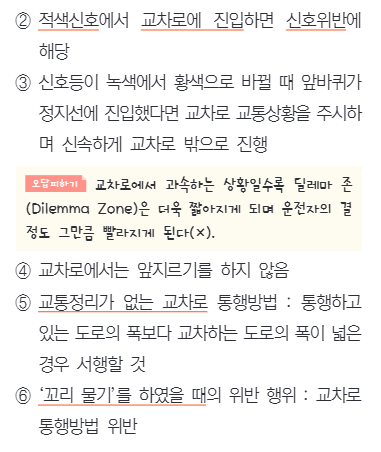 ② 적색신호에서 교차로에 진입하면 신호위반에
해당
③ 신호등이 녹색에서 황색으로 바뀔 때 앞바퀴가
정지선에 진입했다면 교차로 교통상황을 주시하
며 신속하게 교차로 밖으로 진행
오답피하기 교차로에서 과속하는 상황일수록 딜레마 존
(Dilemma Zone)은 더욱 짧아지게 되며 운전자의 결
정도 그만큼 빨라지게 된다(×).
④ 교차로에서는 앞지르기를 하지 않음
⑤ 교통정리가 없는 교차로 통행방법 : 통행하고
있는 도로의 폭보다 교차하는 도로의 폭이 넓은
경우 서행할 것
⑥ ‘꼬리 물기’를 하였을 때의 위반 행위 : 교차로
통행방법 위반